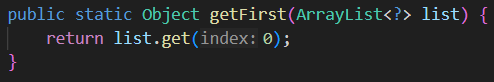 public static Object getFirst(ArrayList<?> list) {
    return list.get(index: 0);
}